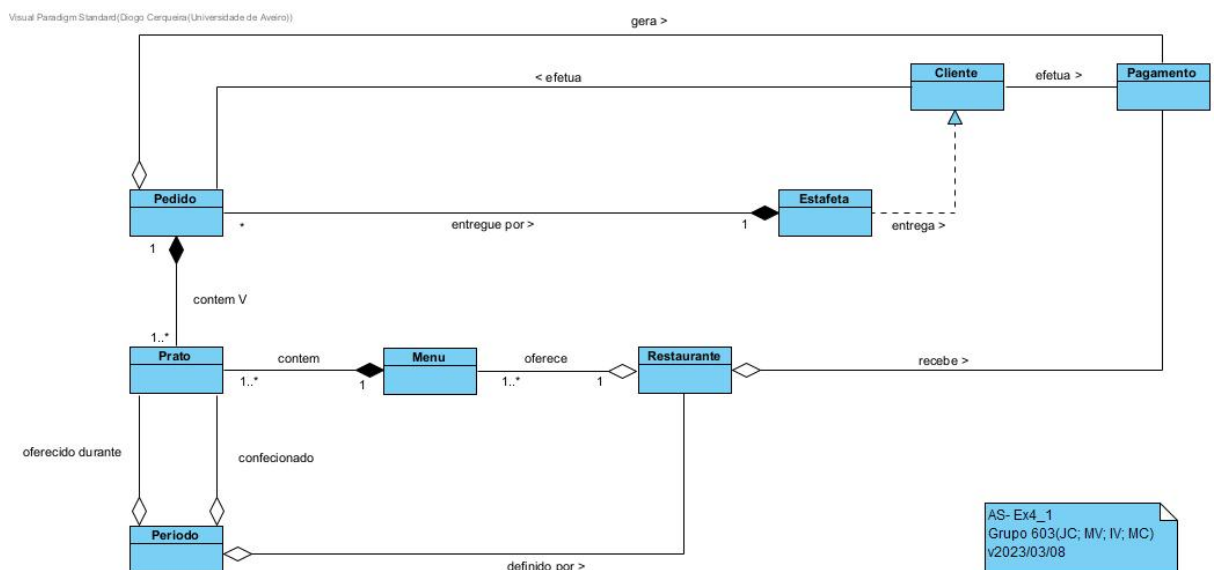 Visual Paradigm Standard(Diogo Cerqueira(Universidade de Aveiro))
gera >
Cliente
efetua >
Pagamento
< efetua
Pedido
Estafeta
*
entregue por >
1
entrega >
1
contem V
1..*
Prato
contem
Menu
oferece
Restaurante
recebe >
1..*
1
1..*
1
oferecido durante
confecionado
Periodo
definido por >
AS- Ex4_1
Grupo 603(JC; MV; IV; MC)
v2023/03/08